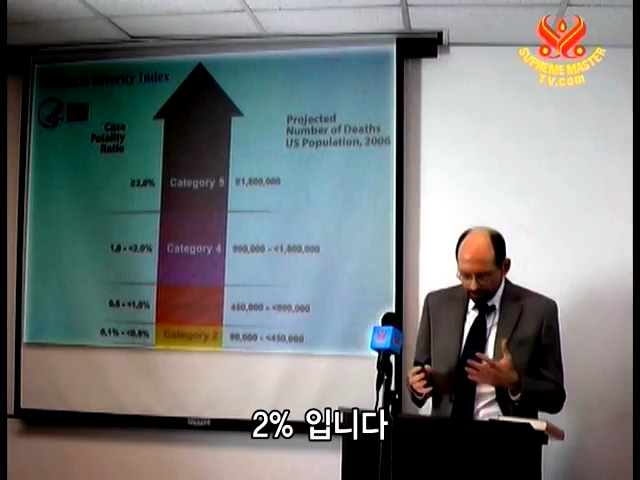 SUPREME MASTER
TV.com
Severity Index
Case
Fatality
Ratio
Projected
Number of Deaths
US Population, 2006
≥2.0% Category 5 ≥1,800,000
1.0 - <2.0% Category 4 900,000 - <1,800,000
0.5 - <1.0% 450,000 - <900,000
0.1% - <0.5% Category 2 90,000 - <450,000
2% 입니다